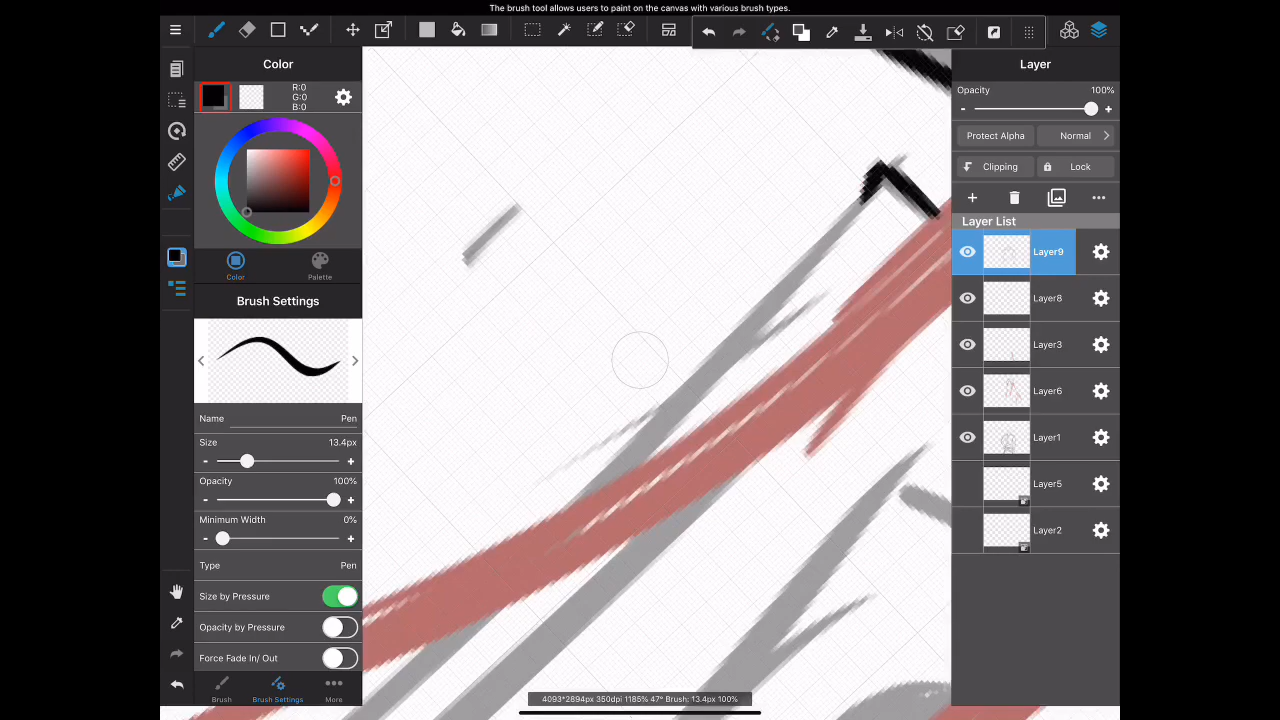 The brush tool allows users to paint on the canvas with various brush types.
Color
R:0
G:0
B:0
Color
Palette
Brush Settings
Name Pen
Size 13.4px
- +
Opacity 100%
- +
Minimum Width 0%
- +
Type Pen
Size by Pressure
Opacity by Pressure
Force Fade In/ Out
Brush
Brush Settings
More
4093*2894px 350dpi 1185% 47° Brush: 13.4px 100%
Layer
Opacity 100%
- +
Protect Alpha Normal
Clipping Lock
Layer List
Layer9
Layer8
Layer3
Layer6
Layer1
Layer5
Layer2